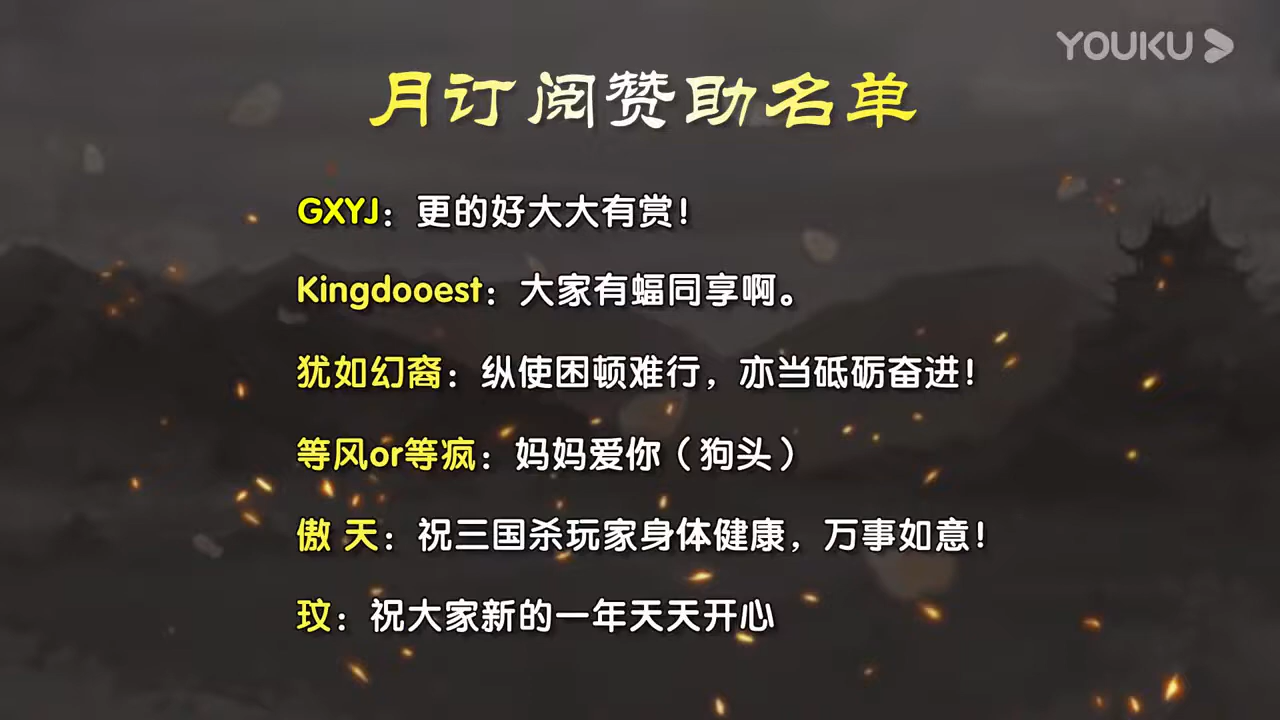 YOUKU
月订阅赞助名单
GXYJ：更的好大大有赏！
Kingdooest：大家有蝠同享啊。
犹如幻裔：纵使困顿难行，亦当砥砺奋进！
等风or等疯：妈妈爱你（狗头）
傲 天：祝三国杀玩家身体健康，万事如意！
玟：祝大家新的一年天天开心